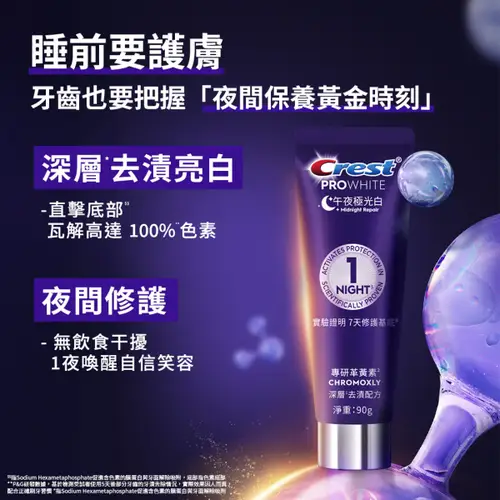 睡前要護膚
牙齒也要把握「夜間保養黃金時刻」
深層*去漬亮白
-直擊底部
瓦解高達 100% 色素
夜間修護
- 無飲食干擾
1夜喚醒自信笑容
Crest
PROWHITE
午夜極光白
Midnight Repair
ACTIVATES PROTECTION IN
1
NIGHT
SCIENTIFICALLY PROVEN
實驗證明 7天修護基底
專研革黃素
CHROMOXLY
深層 去漬配方
淨重:90g